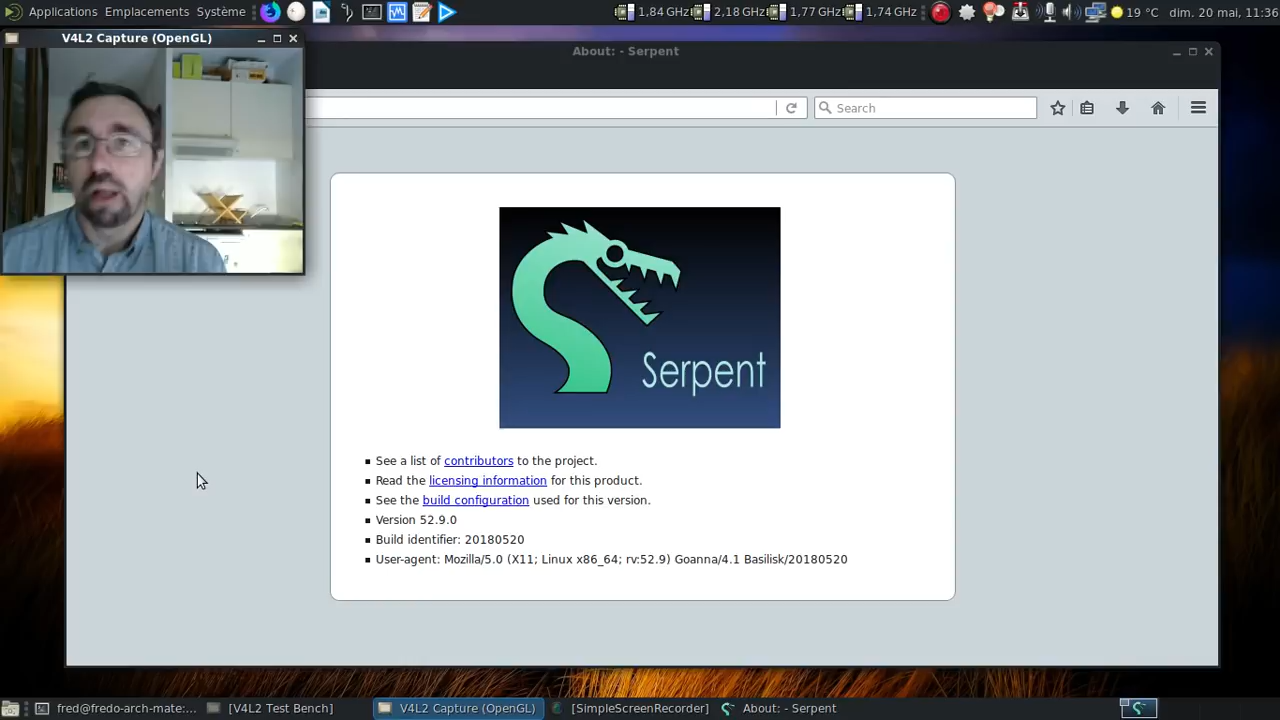 Applications Emplacements Système
1,84 GHz 2,18 GHz 1,77 GHz 1,74 GHz
19 °C dim. 20 mai, 11:36
V4L2 Capture (OpenGL)
About: - Serpent
Search
Serpent
See a list of contributors to the project.
Read the licensing information for this product.
See the build configuration used for this version.
Version 52.9.0
Build identifier: 20180520
User-agent: Mozilla/5.0 (X11; Linux x86_64; rv:52.9) Goanna/4.1 Basilisk/20180520
fred@fredo-arch-mate:... [V4L2 Test Bench] V4L2 Capture (OpenGL) [SimpleScreenRecorder] About: - Serpent